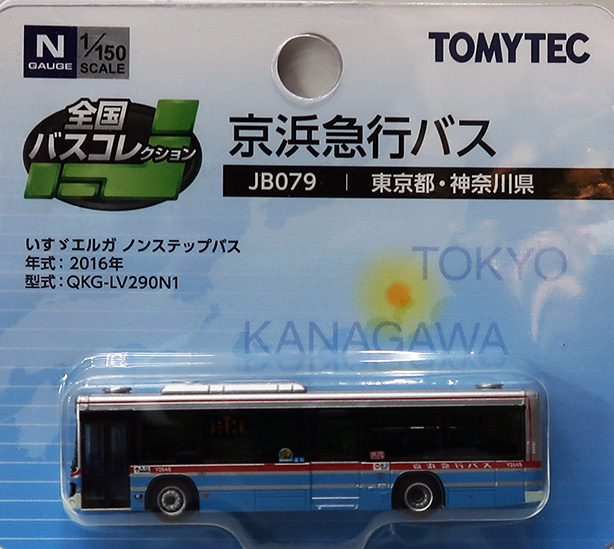 N
GAUGE
1/150
SCALE
TOMYTEC
全国
バスコレクション
京浜急行バス
JB079 | 東京都・神奈川県
いすゞエルガ ノンステップバス
年式：2016年
型式：QKG-LV290N1
TOKYO
KANAGAWA
京浜急行バス